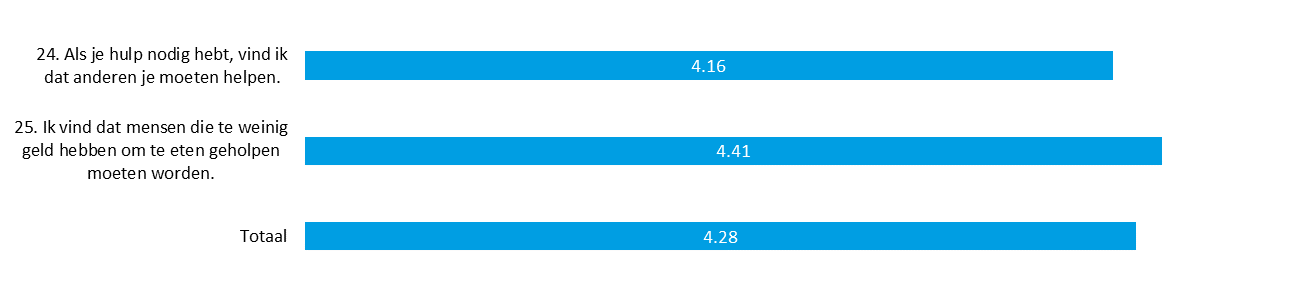 24. Als je hulp nodig hebt, vind ik
dat anderen je moeten helpen.
4.16
25. Ik vind dat mensen die te weinig
geld hebben om te eten geholpen
moeten worden.
4.41
Totaal
4.28